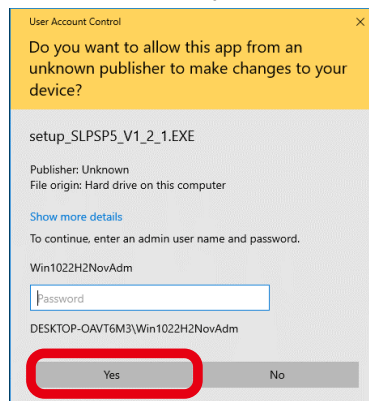 User Account Control
Do you want to allow this app from an
unknown publisher to make changes to your
device?
setup_SLPSP5_V1_2_1.EXE
Publisher: Unknown
File origin: Hard drive on this computer
Show more details
To continue, enter an admin user name and password.
Win1022H2NovAdm
Password
DESKTOP-OAVT6M3\Win1022H2NovAdm
Yes No